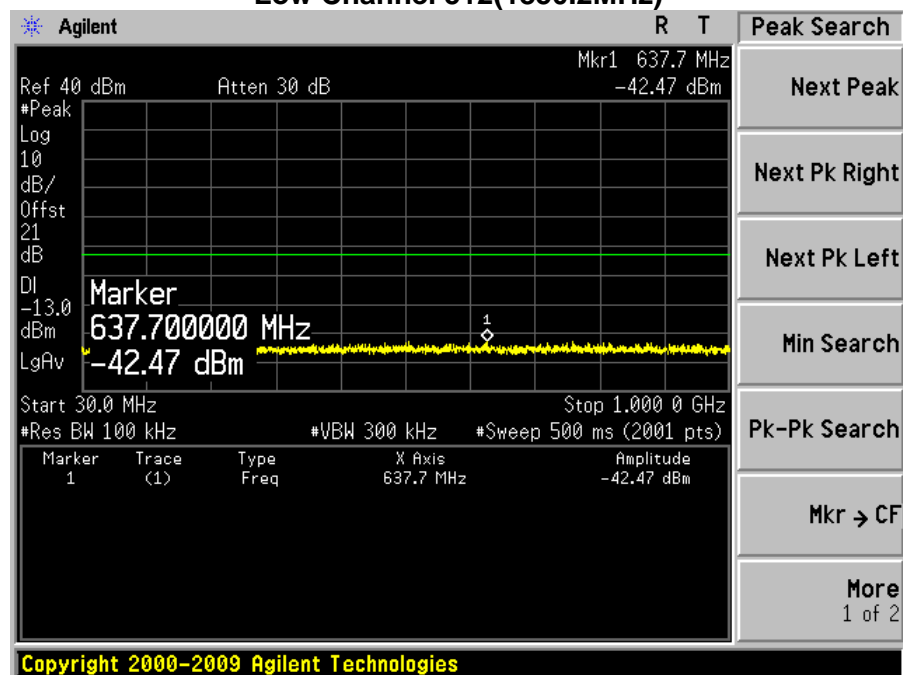 Agilent R T Peak Search
Mkr1 637.7 MHz
Ref 40 dBm Atten 30 dB -42.47 dBm
#Peak
Log
10
dB/
Offst
21
dB
DI
-13.0
dBm
LgAv
Marker
637.700000 MHz
-42.47 dBm
1
Start 30.0 MHz Stop 1.000 0 GHz
#Res BW 100 kHz #VBW 300 kHz #Sweep 500 ms (2001 pts)
Marker Trace Type X Axis Amplitude
1 (1) Freq 637.7 MHz -42.47 dBm
Next Peak
Next Pk Right
Next Pk Left
Min Search
Pk-Pk Search
Mkr → CF
More
1 of 2
Copyright 2000-2009 Agilent Technologies